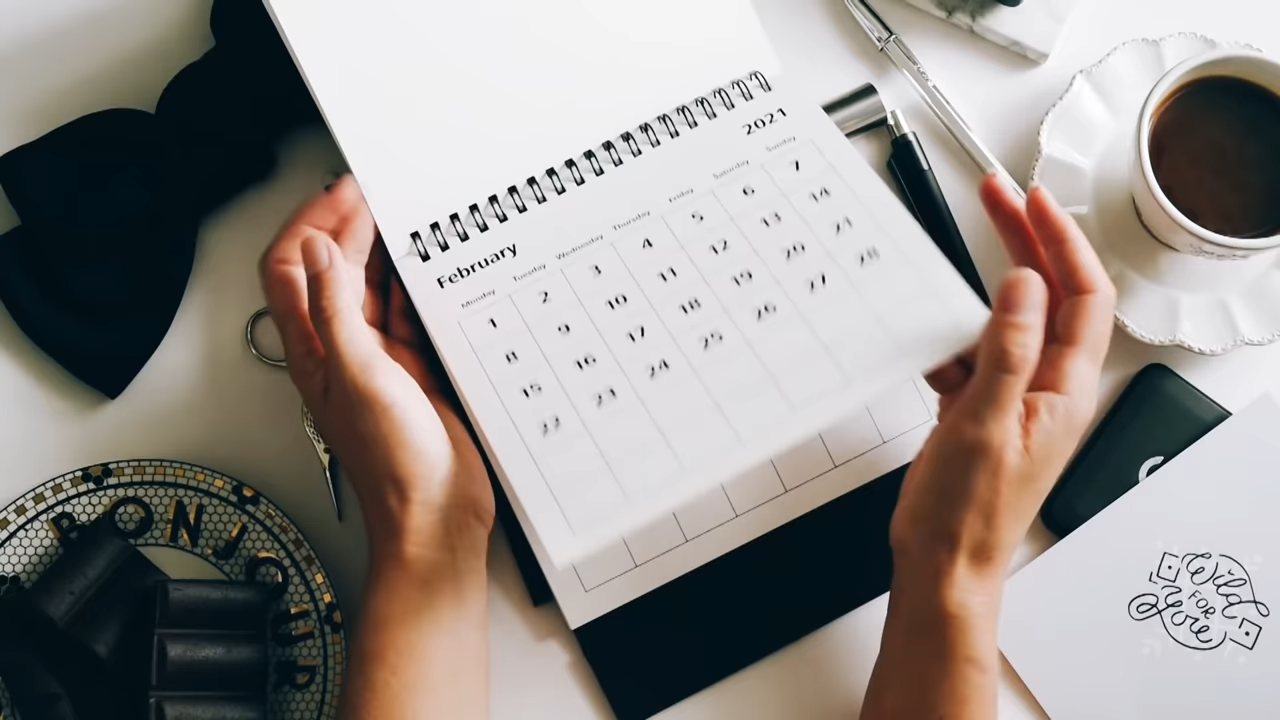 2021
February
Monday Tuesday Wednesday Thursday Friday Saturday Sunday
1 2 3 4 5 6 7
8 9 10 11 12 13 14
15 16 17 18 19 20 21
22 23 24 25 26 27 28
BONJOUR
Wild
FOR
You